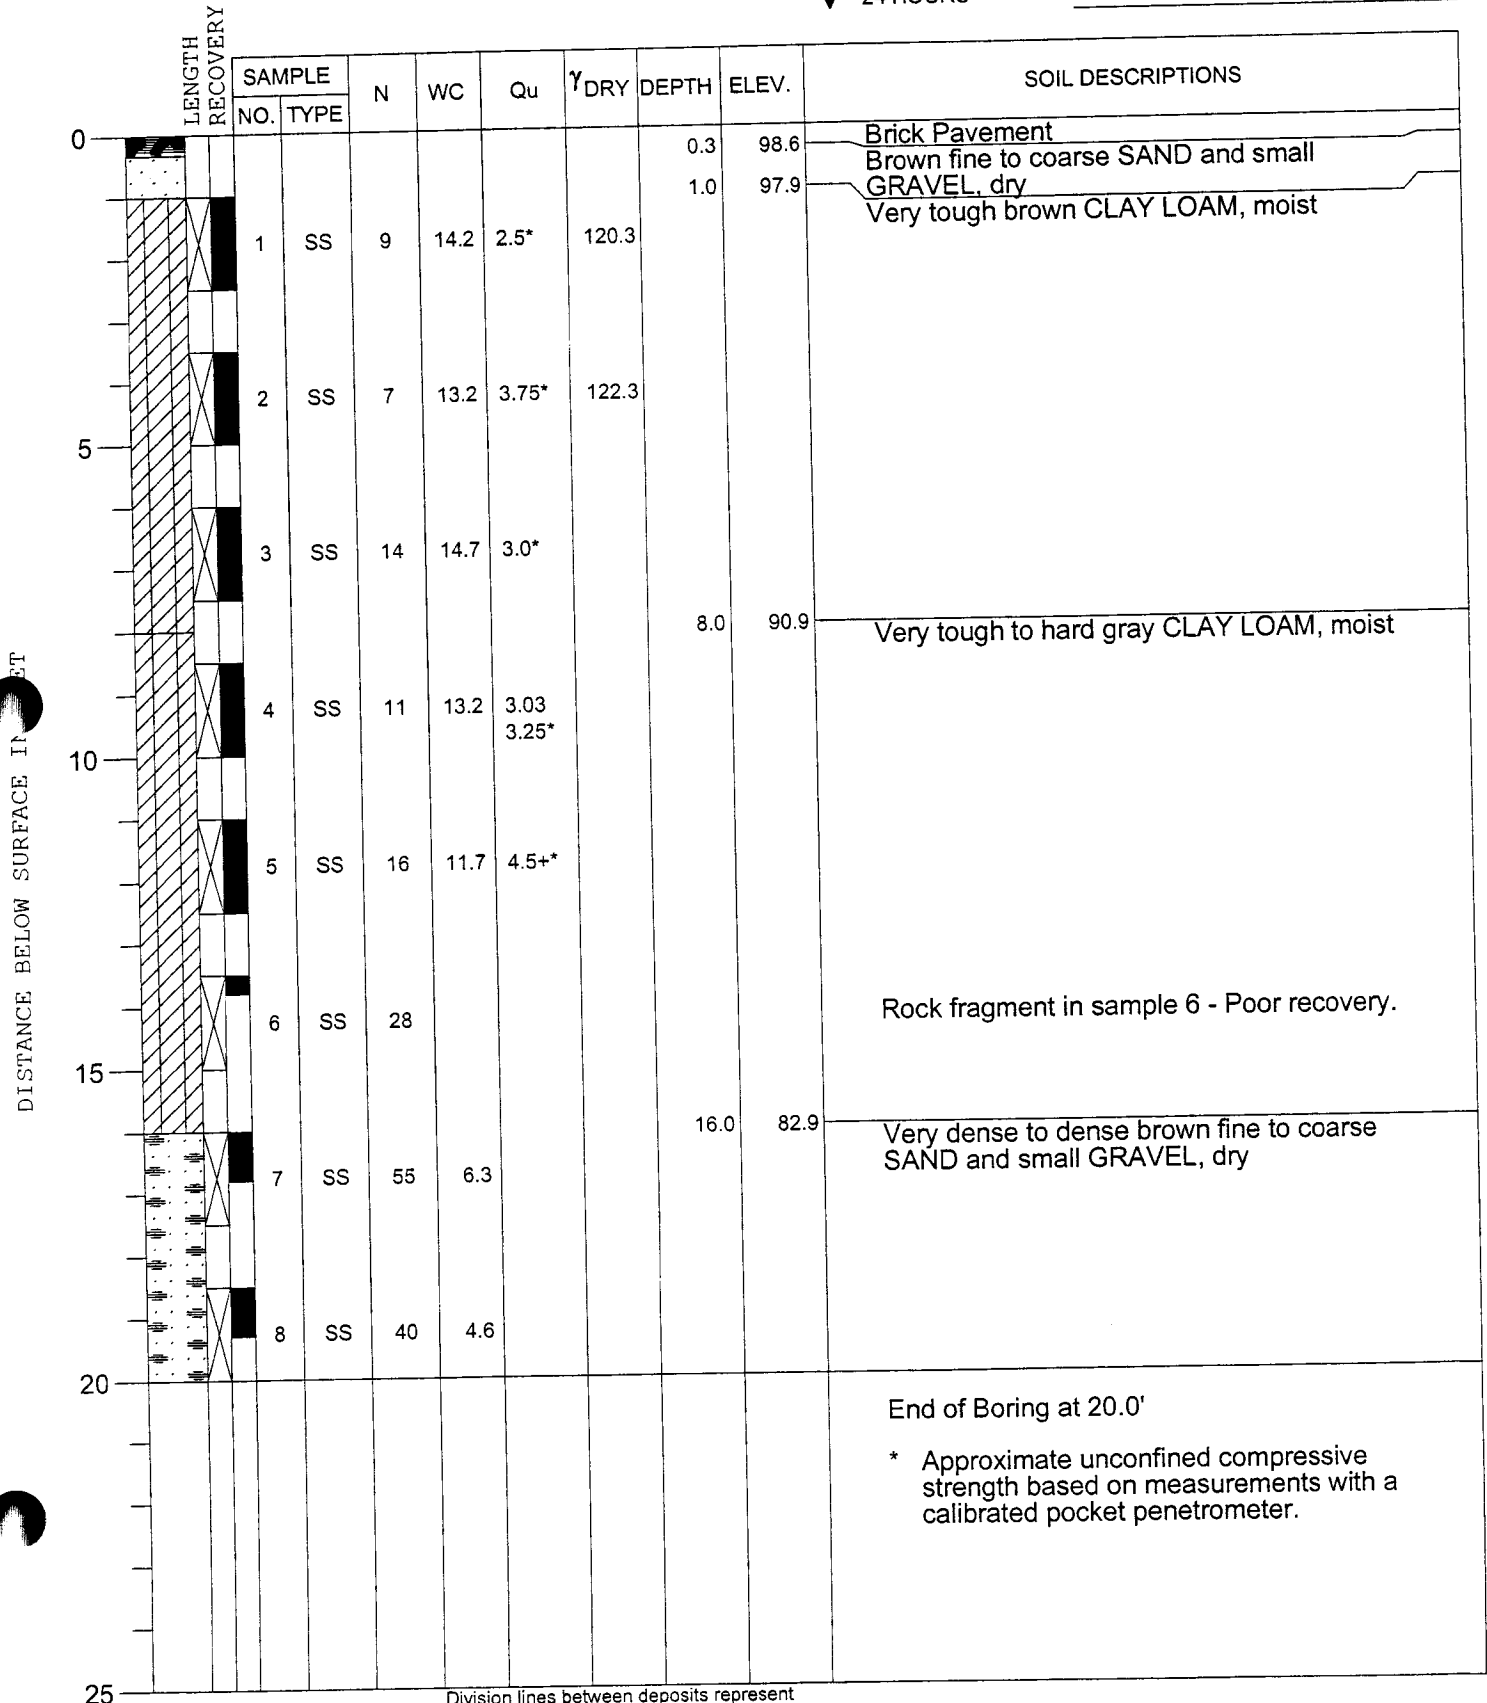 LENGTH
RECOVERY
SAMPLE
NO. TYPE N WC Qu γDRY DEPTH ELEV. SOIL DESCRIPTIONS
0
0.3 98.6 Brick Pavement
Brown fine to coarse SAND and small
1.0 97.9 GRAVEL, dry
Very tough brown CLAY LOAM, moist
1 SS 9 14.2 2.5* 120.3
2 SS 7 13.2 3.75* 122.3
5
3 SS 14 14.7 3.0*
8.0 90.9 Very tough to hard gray CLAY LOAM, moist
4 SS 11 13.2 3.03
3.25*
10
5 SS 16 11.7 4.5+*
Rock fragment in sample 6 - Poor recovery.
6 SS 28
15
16.0 82.9 Very dense to dense brown fine to coarse
SAND and small GRAVEL, dry
7 SS 55 6.3
8 SS 40 4.6
20
End of Boring at 20.0'
* Approximate unconfined compressive
strength based on measurements with a
calibrated pocket penetrometer.
25
Division lines between deposits represent
DISTANCE BELOW SURFACE